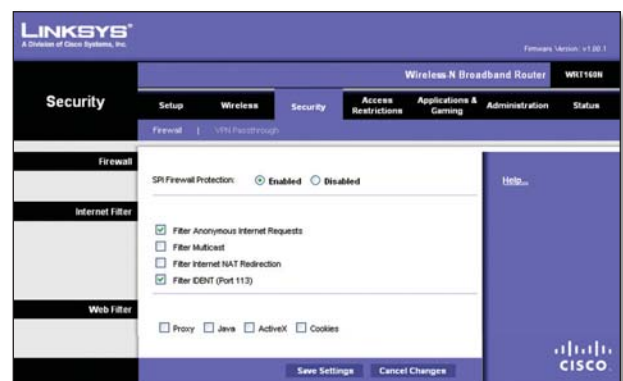 LINKSYS®
A Division of Cisco Systems, Inc.
Firmware Version: v1.00.1
Wireless-N Broadband Router WRT160N
Security
Setup Wireless Security Access Restrictions Applications & Gaming Administration Status
Firewall | VPN Passthrough
Firewall
SPI Firewall Protection: Enabled Disabled
Help...
Internet Filter
Filter Anonymous Internet Requests
Filter Multicast
Filter Internet NAT Redirection
Filter IDENT (Port 113)
Web Filter
Proxy Java ActiveX Cookies
Save Settings Cancel Changes
CISCO